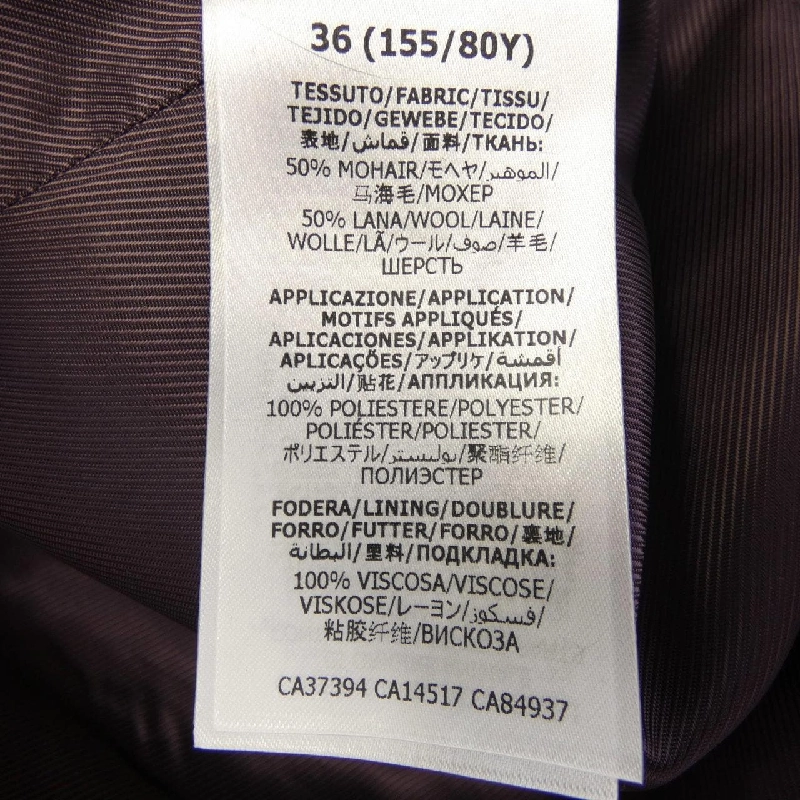 36 (155/80Y)
TESSUTO/FABRIC/TISSU/
TEJIDO/GEWEBE/TECIDO/
表地/قماش/面料/ТКАНЬ:
50% MOHAIR/モヘヤ/الموهير/
马海毛/МОХЕР
50% LANA/WOOL/LAINE/
WOLLE/LÃ/ウール/صوف/羊毛/
ШЕРСТЬ
APPLICAZIONE/APPLICATION/
MOTIFS APPLIQUÉS/
APLICACIONES/APPLIKATION/
APLICAÇÕES/アップリケ/أقمشة
التزيين/贴花/АППЛИКАЦИЯ:
100% POLIESTERE/POLYESTER/
POLIÉSTER/POLIESTER/
ポリエステル/بوليستر/聚酯纤维/
ПОЛИЭСТЕР
FODERA/LINING/DOUBLURE/
FORRO/FUTTER/FORRO/裏地/
البطانة/里料/ПОДКЛАДКА:
100% VISCOSA/VISCOSE/
VISKOSE/レーヨン/فسكوز/
粘胶纤维/ВИСКОЗА
CA37394 CA14517 CA84937